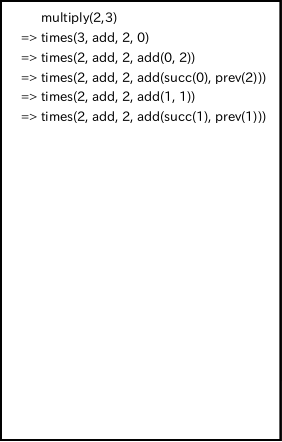 multiply(2,3)
=> times(3, add, 2, 0)
=> times(2, add, 2, add(0, 2))
=> times(2, add, 2, add(succ(0), prev(2)))
=> times(2, add, 2, add(1, 1))
=> times(2, add, 2, add(succ(1), prev(1)))